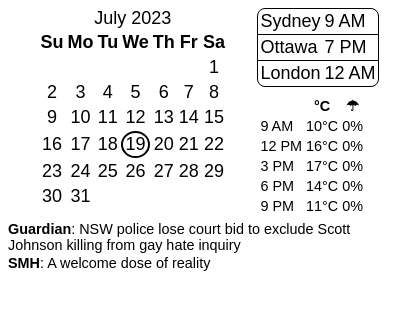 July 2023
Su Mo Tu We Th Fr Sa
1
2 3 4 5 6 7 8
9 10 11 12 13 14 15
16 17 18 19 20 21 22
23 24 25 26 27 28 29
30 31
Sydney 9 AM
Ottawa 7 PM
London 12 AM
°C ☂
9 AM 10°C 0%
12 PM 16°C 0%
3 PM 17°C 0%
6 PM 14°C 0%
9 PM 11°C 0%
Guardian: NSW police lose court bid to exclude Scott
Johnson killing from gay hate inquiry
SMH: A welcome dose of reality